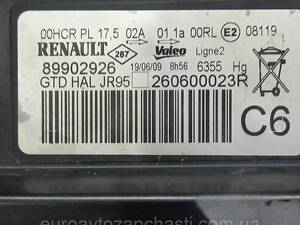 00HCR PL 17,5 02A 01.1a 00RL E2 08119
RENAULT 287 Valeo Ligne2
89902926 19/06/09 8h56 6355 Hg
GTD HAL JR95 260600023R
C6
евроавтозапчасті.com.ua